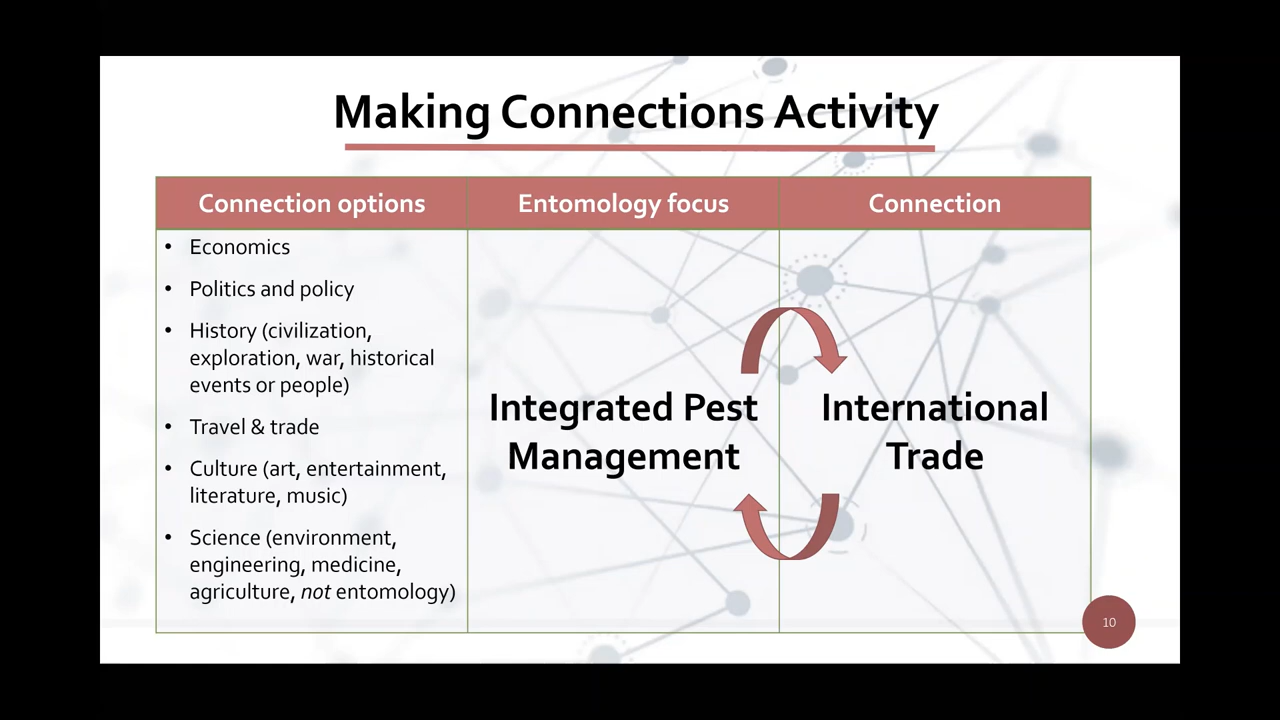 Making Connections Activity
Connection options
Entomology focus
Connection
• Economics
• Politics and policy
• History (civilization,
exploration, war, historical
events or people)
• Travel & trade
• Culture (art, entertainment,
literature, music)
• Science (environment,
engineering, medicine,
agriculture, not entomology)
Integrated Pest
Management
International
Trade
10